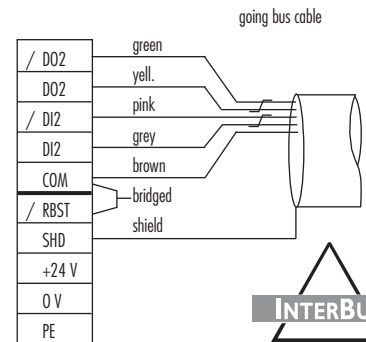 going bus cable
/ DO2 green
DO2 yell.
/ DI2 pink
DI2 grey
COM brown
bridged
/ RBST
SHD shield
+24 V
0 V
PE